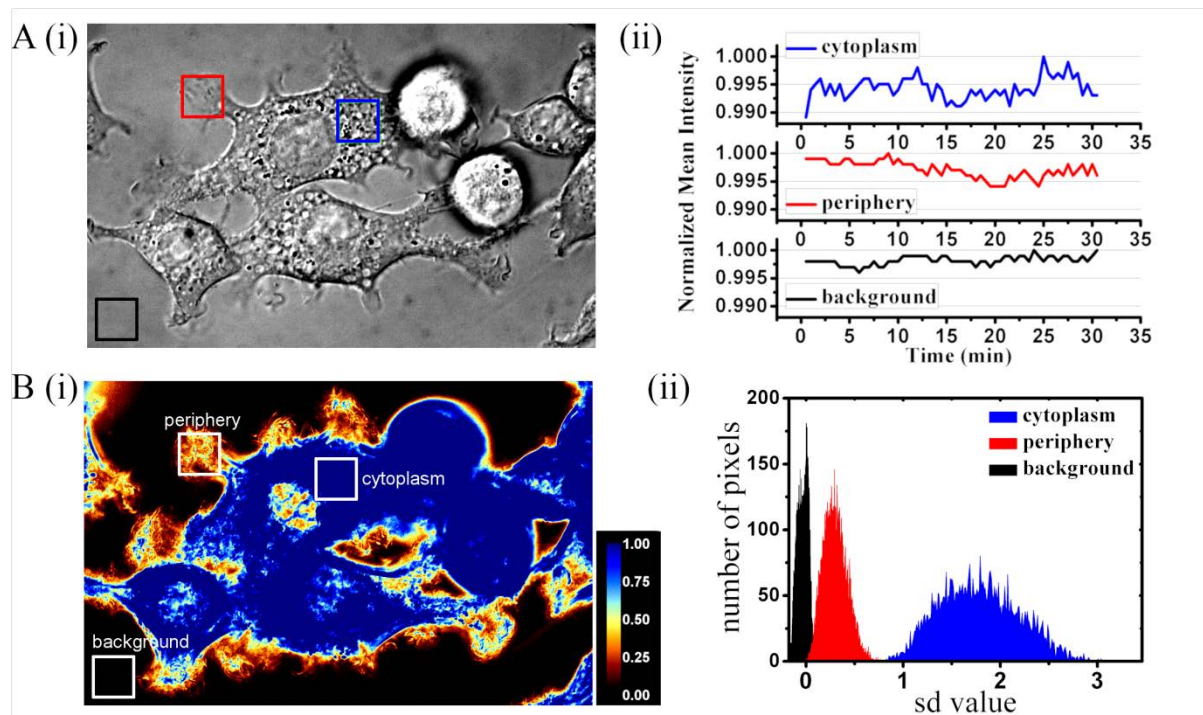 A (i)
(ii)
Normalized Mean Intensity
1.000
0.995
0.990
cytoplasm
0 5 10 15 20 25 30 35
1.000
0.995
0.990
periphery
0 5 10 15 20 25 30 35
1.000
0.995
0.990
background
0 5 10 15 20 25 30 35
Time (min)
B (i)
periphery
cytoplasm
background
1.00
0.75
0.50
0.25
0.00
(ii)
number of pixels
200
150
100
50
0
cytoplasm
periphery
background
0 1 2 3
sd value